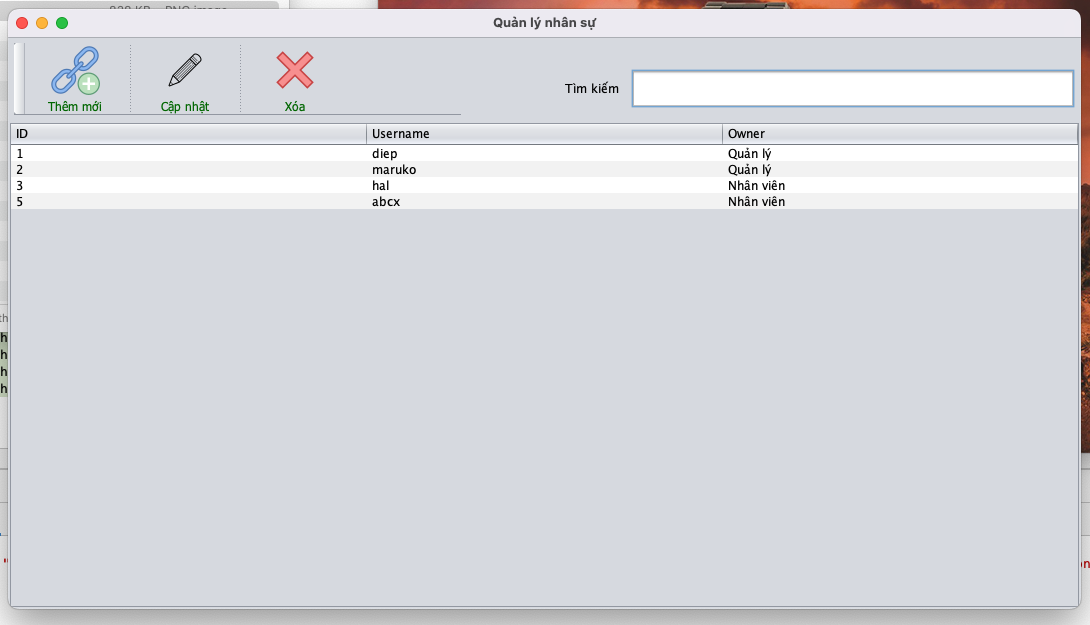 Quản lý nhân sự
Thêm mới Cập nhật Xóa
Tìm kiếm
ID Username Owner
1 diep Quản lý
2 maruko Quản lý
3 hal Nhân viên
5 abcx Nhân viên